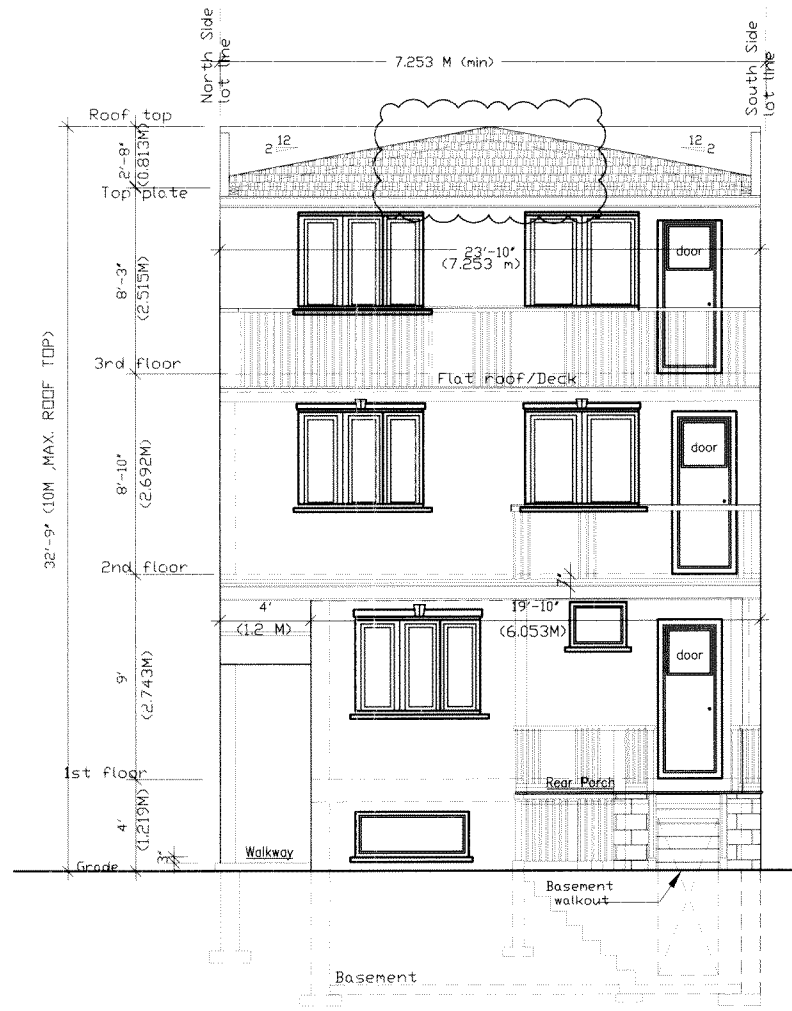 North Side
lot line
South Side
lot line
7.253 M (min)
Roof top
2'-8"
(0.813M)
12
2
12
2
Top plate
23'-10"
(7.253 m)
door
8'-3"
(2.515M)
32'-9" (10M ,MAX. ROOF TOP)
3rd floor
Flat roof/Deck
8'-10"
(2.692M)
door
2nd floor
7"
4'
(1.2 M)
19'-10"
(6.053M)
door
9'
(2.743M)
1st floor
Rear Porch
4'
(1.219M)
3"
Walkway
Grade
Basement
walkout
Basement